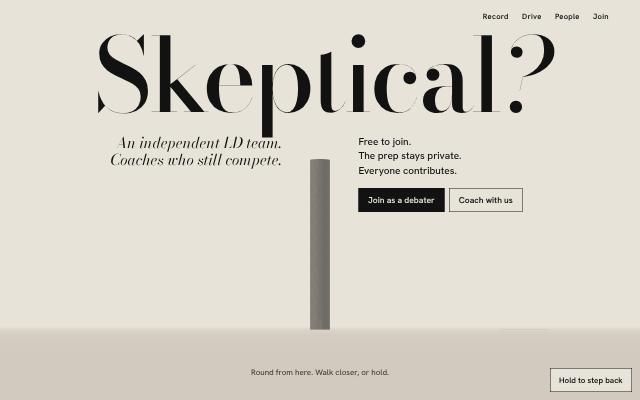 Record Drive People Join
Skeptical?
An independent LD team.
Coaches who still compete.
Free to join.
The prep stays private.
Everyone contributes.
Join as a debater Coach with us
Round from here. Walk closer, or hold.
Hold to step back